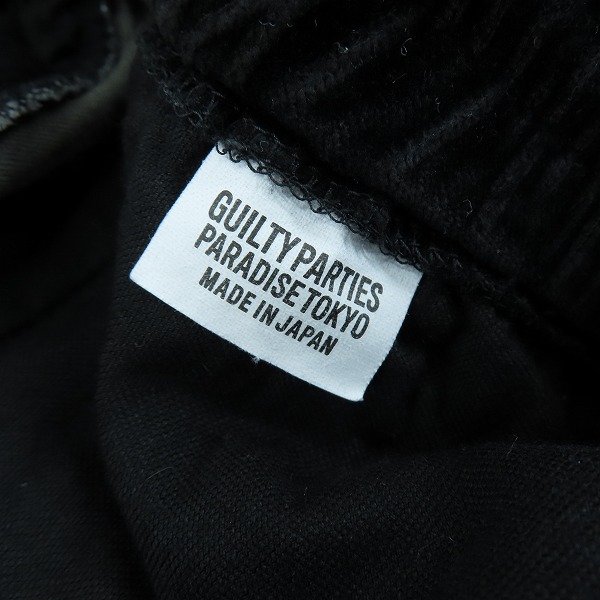 GUILTY PARTIES
PARADISE TOKYO
MADE IN JAPAN